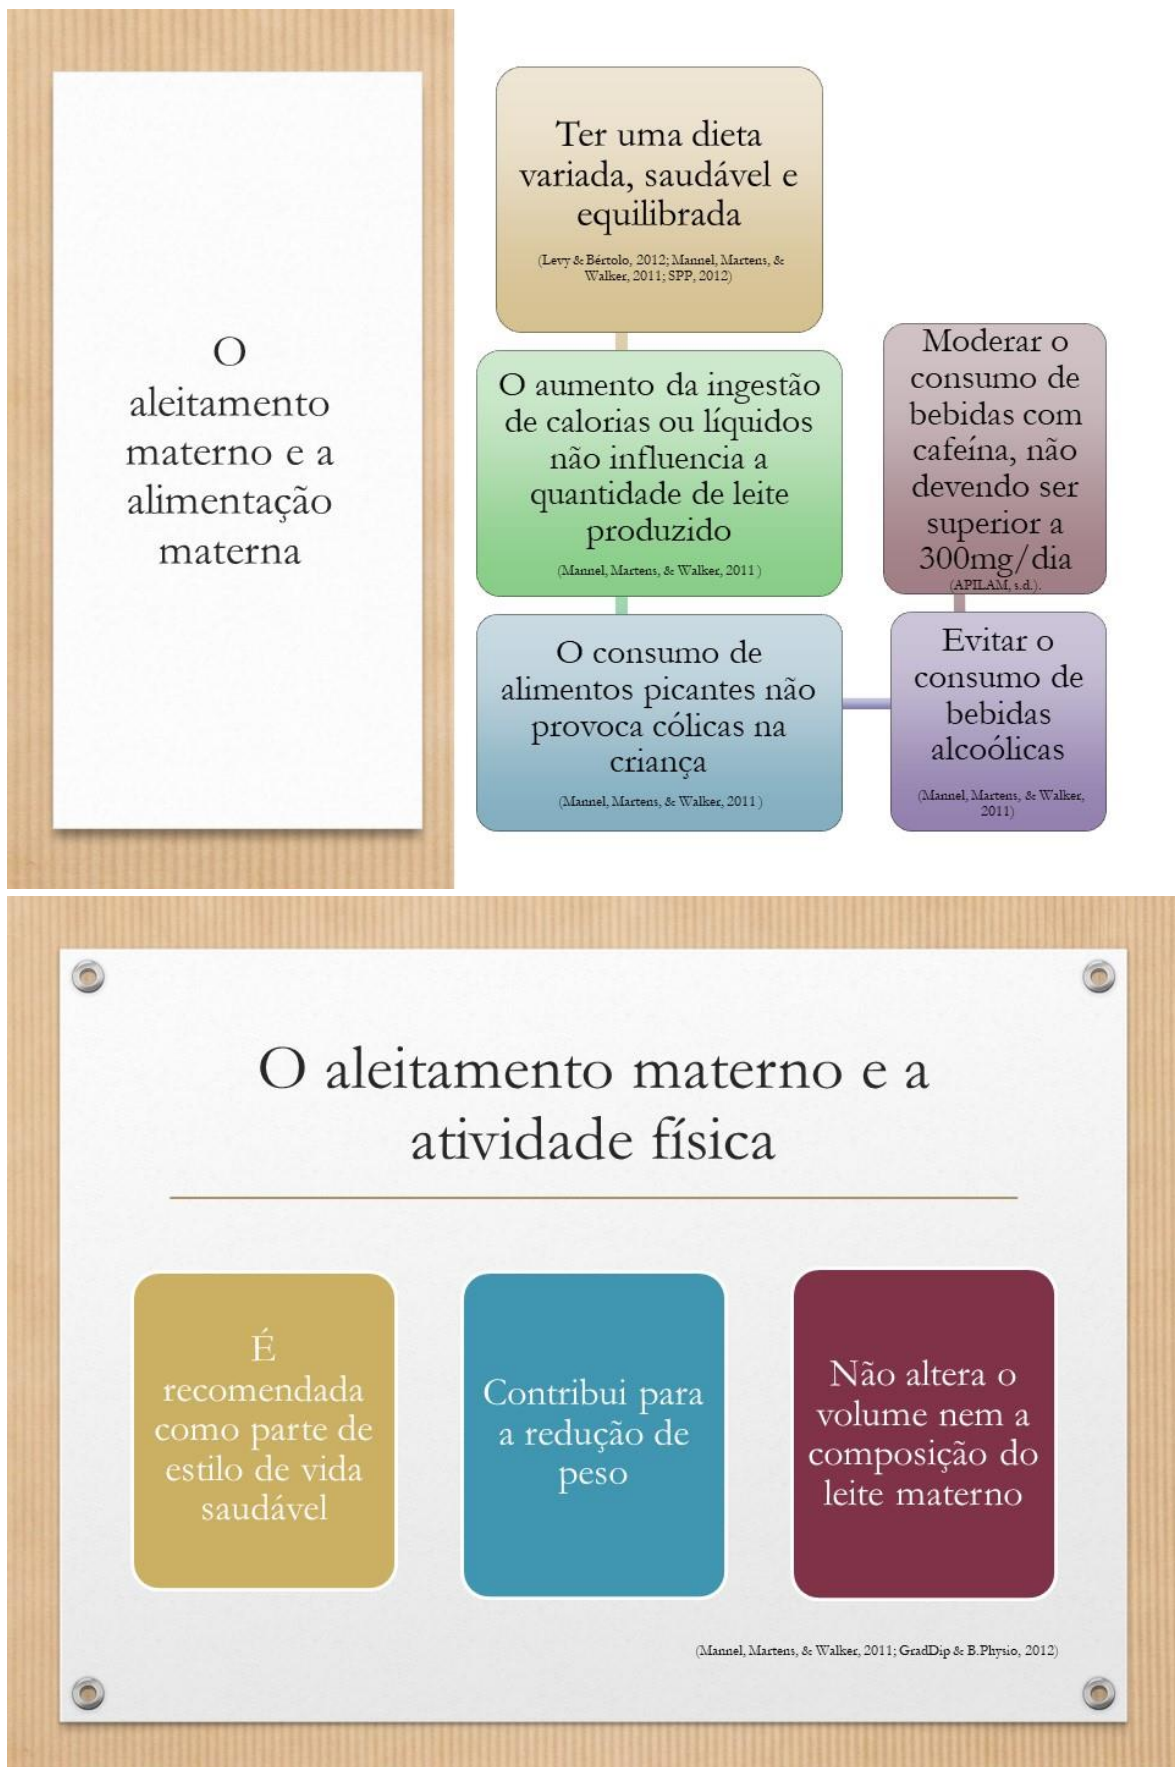 O
aleitamento
materno e a
alimentação
materna
Ter uma dieta
variada, saudável e
equilibrada
(Levy & Bértolo, 2012; Mannel, Martens, &
Walker, 2011; SPP, 2012)
O aumento da ingestão
de calorias ou líquidos
não influencia a
quantidade de leite
produzido
(Mannel, Martens, & Walker, 2011)
O consumo de
alimentos picantes não
provoca cólicas na
criança
(Mannel, Martens, & Walker, 2011)
Evitar o
consumo de
bebidas
alcoólicas
(Mannel, Martens, & Walker,
2011)
Moderar o
consumo de
bebidas com
cafeína, não
devendo ser
superior a
300mg/dia
(APILAM, s.d.).
O aleitamento materno e a
atividade física
É
recomendada
como parte de
estilo de vida
saudável
Contribui para
a redução de
peso
Não altera o
volume nem a
composição do
leite materno
(Mannel, Martens, & Walker, 2011; GradDip & B.Physio, 2012)